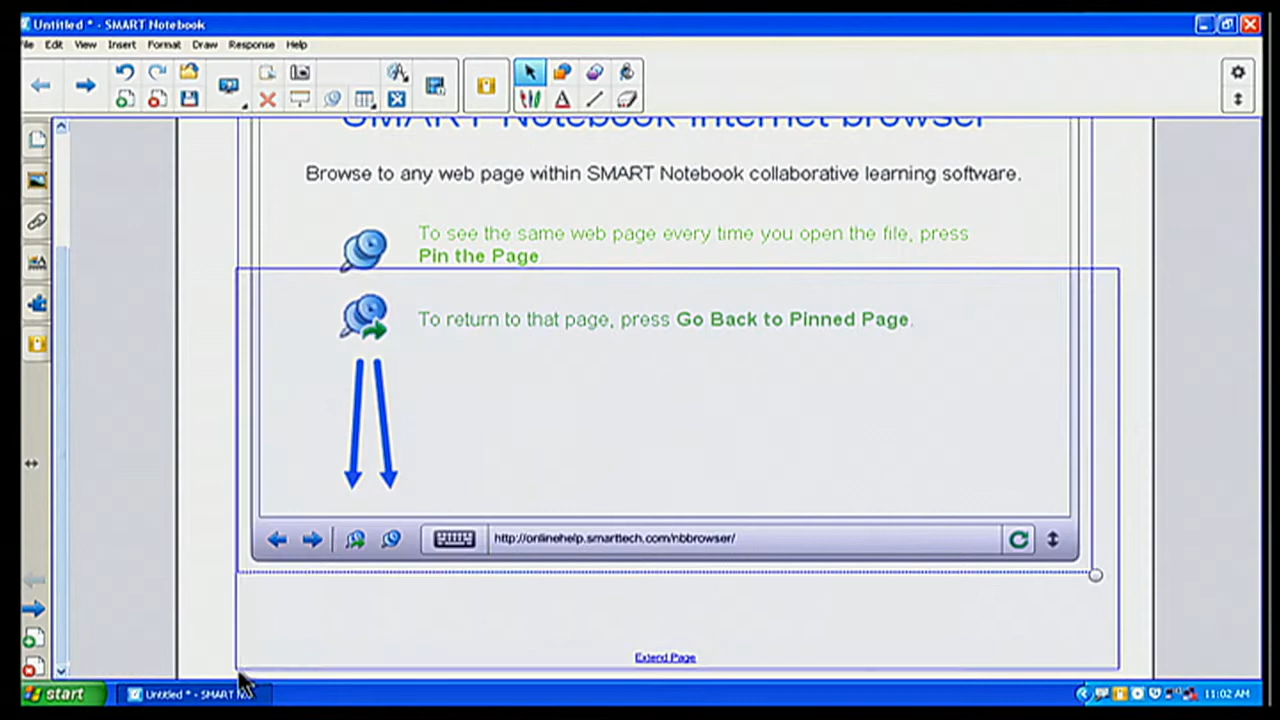 Untitled * - SMART Notebook
File Edit View Insert Format Draw Response Help
SMART Notebook Internet browser
Browse to any web page within SMART Notebook collaborative learning software.
To see the same web page every time you open the file, press
Pin the Page
To return to that page, press Go Back to Pinned Page.
http://onlinehelp.smarttech.com/nbbrowser/
Extend Page
start
Untitled * - SMART
11:02 AM